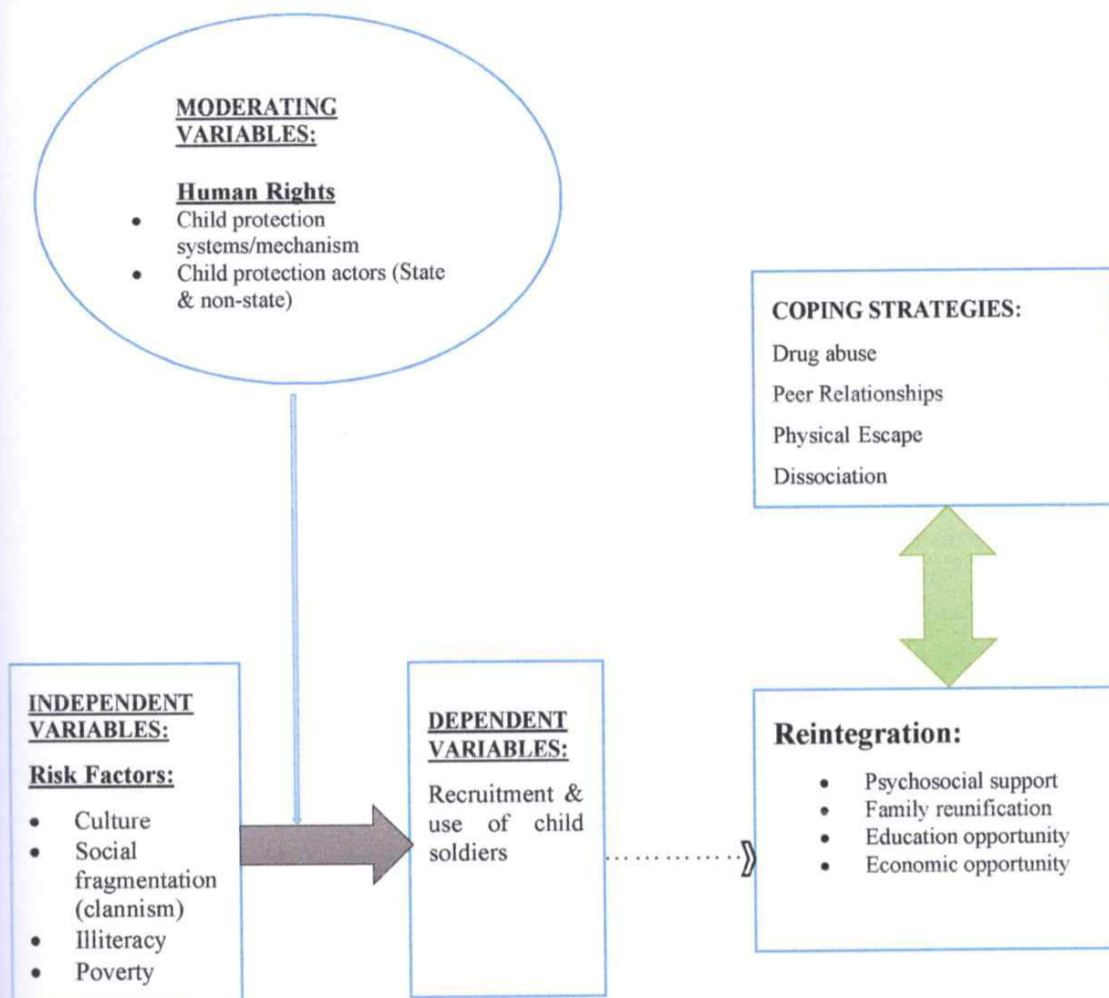 MODERATING
VARIABLES:
Human Rights
• Child protection
systems/mechanism
• Child protection actors (State
& non-state)
COPING STRATEGIES:
Drug abuse
Peer Relationships
Physical Escape
Dissociation
INDEPENDENT
VARIABLES:
Risk Factors:
• Culture
• Social
fragmentation
(clannism)
• Illiteracy
• Poverty
DEPENDENT
VARIABLES:
Recruitment &
use of child
soldiers
Reintegration:
• Psychosocial support
• Family reunification
• Education opportunity
• Economic opportunity